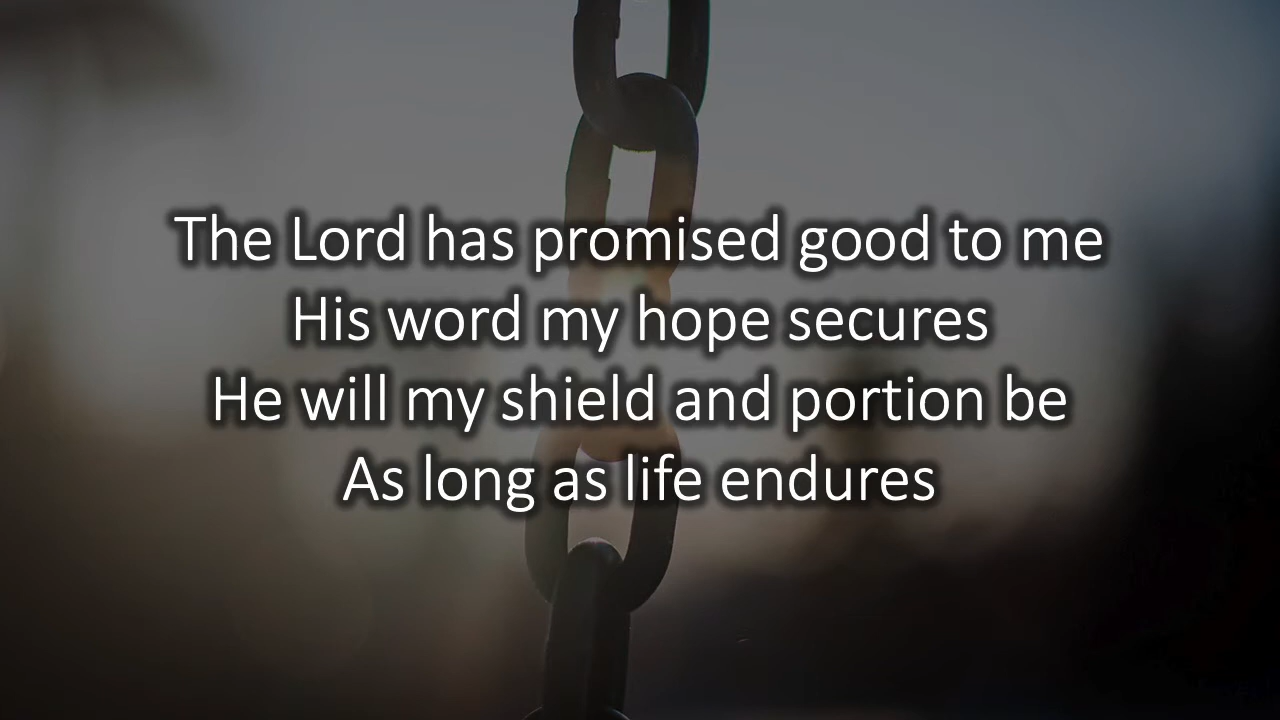 The Lord has promised good to me
His word my hope secures
He will my shield and portion be
As long as life endures